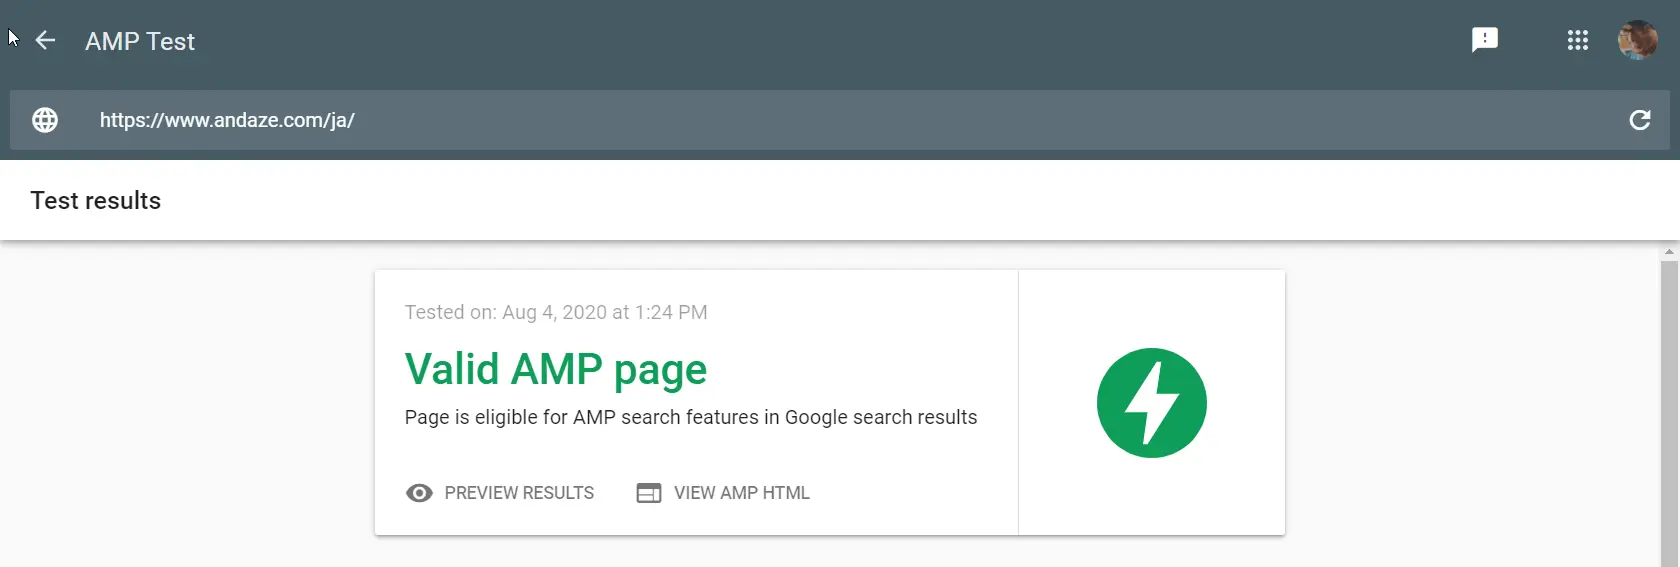 AMP Test
https://www.andaze.com/ja/
Test results
Tested on: Aug 4, 2020 at 1:24 PM
Valid AMP page
Page is eligible for AMP search features in Google search results
PREVIEW RESULTS
VIEW AMP HTML